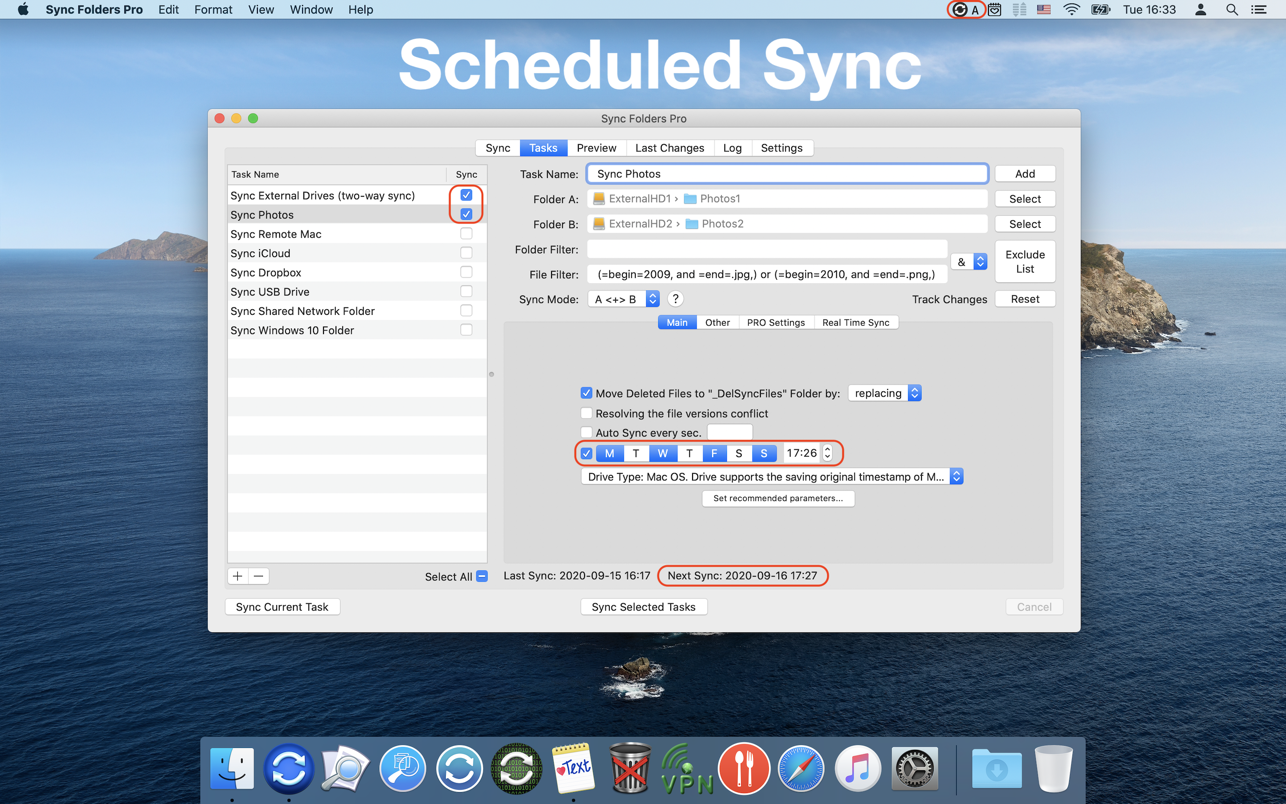 Sync Folders Pro Edit Format View Window Help A Tue 16:33
Scheduled Sync
Sync Folders Pro
Sync Tasks Preview Last Changes Log Settings
Task Name Sync
Sync External Drives (two-way sync)
Sync Photos
Sync Remote Mac
Sync iCloud
Sync Dropbox
Sync USB Drive
Sync Shared Network Folder
Sync Windows 10 Folder
Select All
Task Name: Sync Photos Add
Folder A: ExternalHD1 › Photos1 Select
Folder B: ExternalHD2 › Photos2 Select
Folder Filter:
& Exclude List
File Filter: (=begin=2009, and =end=.jpg,) or (=begin=2010, and =end=.png,)
Sync Mode: A <+> B ? Track Changes Reset
Main Other PRO Settings Real Time Sync
Move Deleted Files to "_DelSyncFiles" Folder by: replacing
Resolving the file versions conflict
Auto Sync every sec.
M T W T F S S 17:26
Drive Type: Mac OS. Drive supports the saving original timestamp of M...
Set recommended parameters...
Last Sync: 2020-09-15 16:17 Next Sync: 2020-09-16 17:27
Sync Current Task Sync Selected Tasks Cancel
Text
VPN